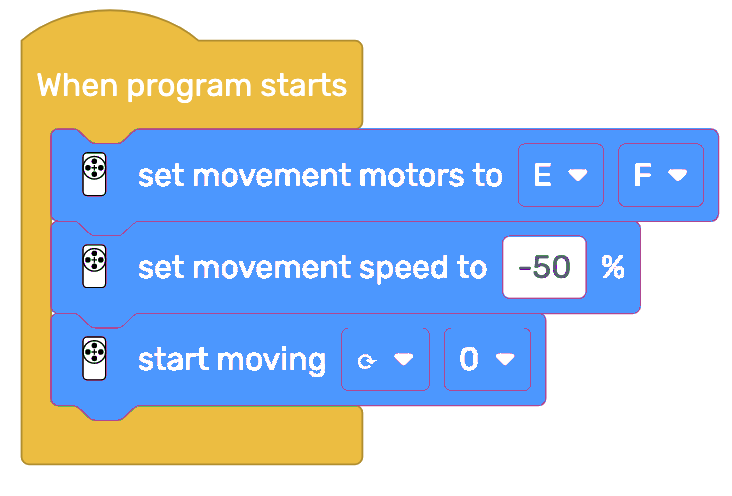 When program starts
set movement motors to E F
set movement speed to -50 %
start moving 0